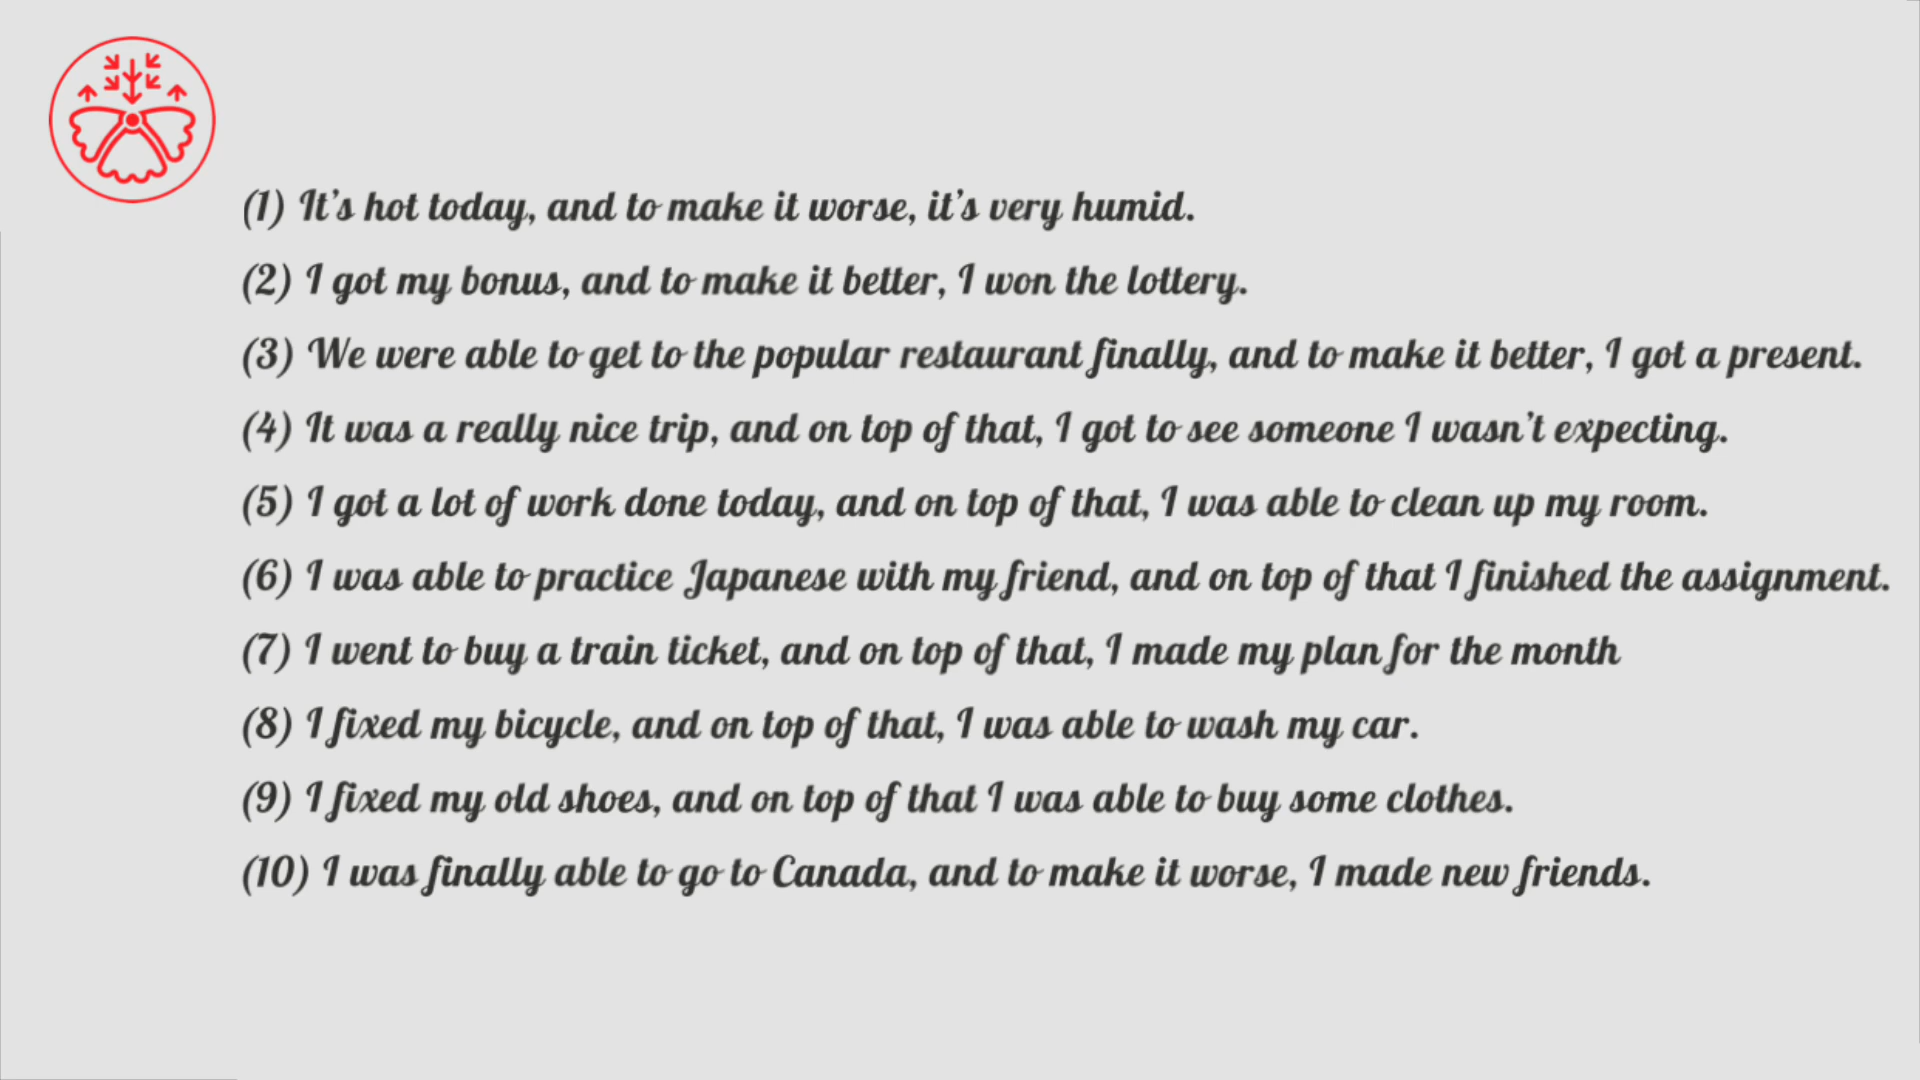 (1) It's hot today, and to make it worse, it's very humid.
(2) I got my bonus, and to make it better, I won the lottery.
(3) We were able to get to the popular restaurant finally, and to make it better, I got a present.
(4) It was a really nice trip, and on top of that, I got to see someone I wasn't expecting.
(5) I got a lot of work done today, and on top of that, I was able to clean up my room.
(6) I was able to practice Japanese with my friend, and on top of that I finished the assignment.
(7) I went to buy a train ticket, and on top of that, I made my plan for the month
(8) I fixed my bicycle, and on top of that, I was able to wash my car.
(9) I fixed my old shoes, and on top of that I was able to buy some clothes.
(10) I was finally able to go to Canada, and to make it worse, I made new friends.